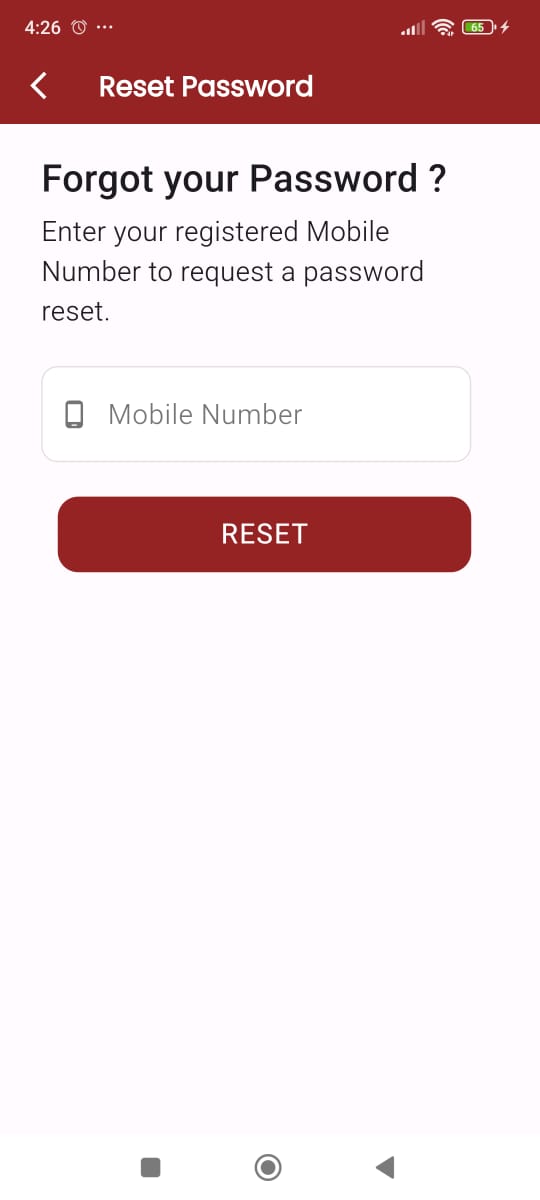 4:26 ...
65
Reset Password
Forgot your Password ?
Enter your registered Mobile
Number to request a password
reset.
Mobile Number
RESET